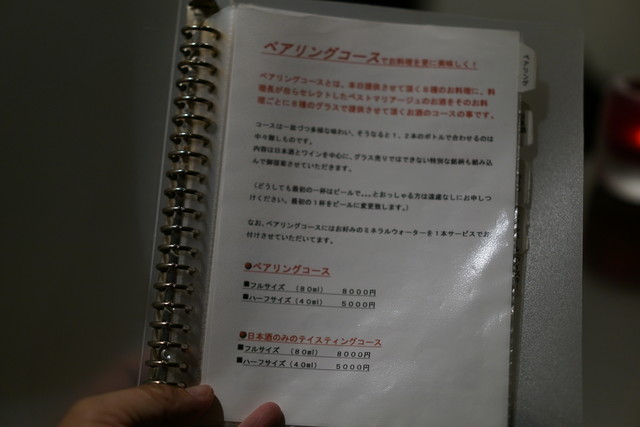 ペアリングコースでお料理を更に美味しく！
ペアリングコースとは、本日提供させて頂く8種のお料理に、料
理長が自らセレクトしたベストマリアージュのお酒をそのお料
理ごとに8種のグラスで提供させて頂くお酒のコースの事です。
コースは一皿づつ多様な味わい、そうなると1、2本のボトルで合わせるのは
中々難しいもの。
内容は日本酒とワインを中心に、グラス売りではできない特別な銘柄も組み込
んで御提案させていただきます。
（どうしても最初の一杯はビールで、、、とおっしゃる方は遠慮なしにお申しつ
けください。最初の1杯をビールに変更致します。）
なお、ペアリングコースにはお好みのミネラルウォーターを1本サービスでお
付けさせていただいてます。
●ペアリングコース
■フルサイズ （80ml） 8000円
■ハーフサイズ（40ml） 5000円
●日本酒のみのテイスティングコース
■フルサイズ （80ml） 8000円
■ハーフサイズ（40ml） 5000円
ペアリング